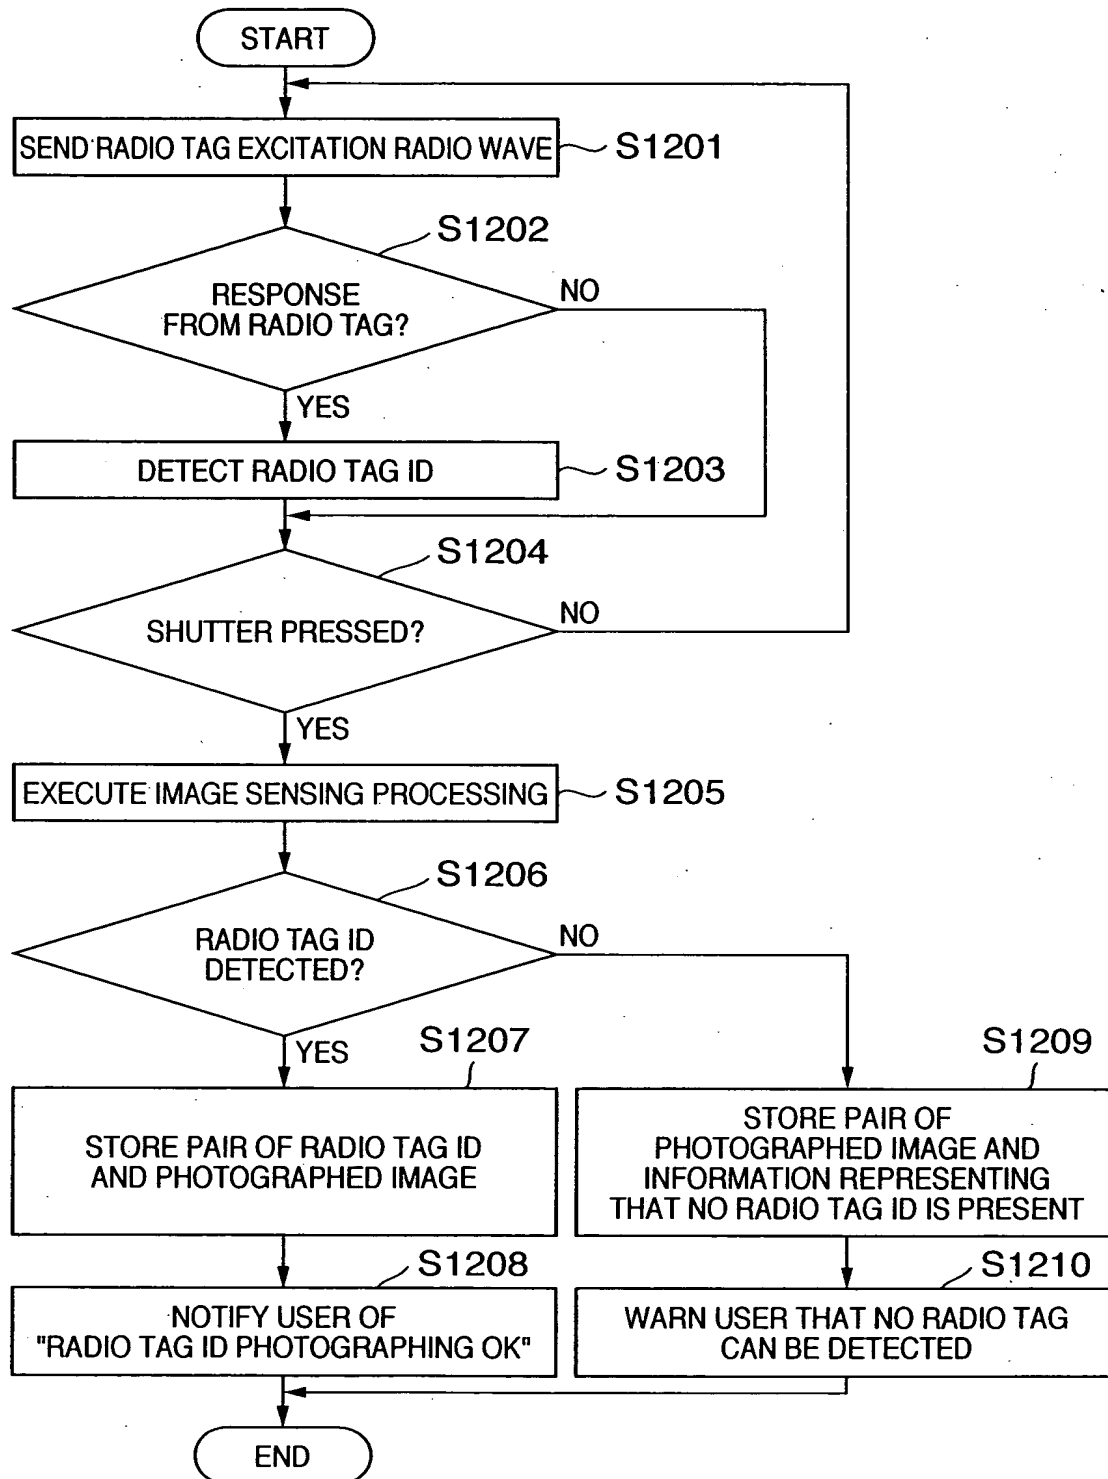 START
SEND RADIO TAG EXCITATION RADIO WAVE
S1201
S1202
RESPONSE
FROM RADIO TAG?
NO
YES
DETECT RADIO TAG ID
S1203
S1204
SHUTTER PRESSED?
NO
YES
EXECUTE IMAGE SENSING PROCESSING
S1205
S1206
RADIO TAG ID
DETECTED?
NO
YES
S1207
STORE PAIR OF RADIO TAG ID
AND PHOTOGRAPHED IMAGE
S1208
NOTIFY USER OF
"RADIO TAG ID PHOTOGRAPHING OK"
S1209
STORE PAIR OF
PHOTOGRAPHED IMAGE AND
INFORMATION REPRESENTING
THAT NO RADIO TAG ID IS PRESENT
S1210
WARN USER THAT NO RADIO TAG
CAN BE DETECTED
END